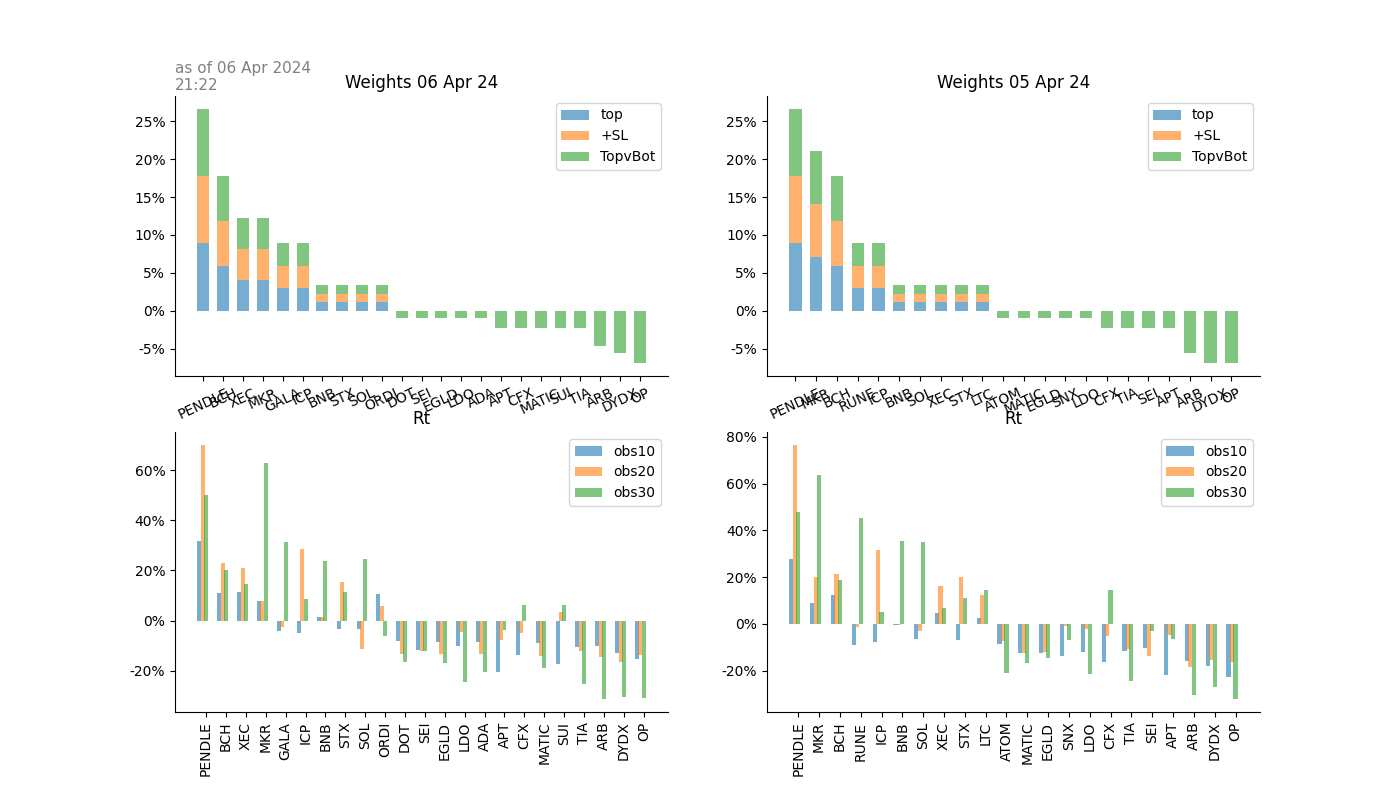 as of 06 Apr 2024
21:22
Weights 06 Apr 24
25%
20%
15%
10%
5%
0%
-5%
top
+SL
TopvBot
PENDLE
BCH
XEC
MKR
GALA
ICP
BNB
STX
SOL
ORDI
DOT
SEI
EGLD
LDO
ADA
APT
CFX
MATIC
SUI
TIA
ARB
DYDX
OP
Weights 05 Apr 24
25%
20%
15%
10%
5%
0%
-5%
top
+SL
TopvBot
PENDLE
MKR
BCH
RUNE
ICP
BNB
SOL
XEC
STX
LTC
ATOM
MATIC
EGLD
SNX
LDO
CFX
TIA
SEI
APT
ARB
DYDX
OP
Rt
60%
40%
20%
0%
-20%
obs10
obs20
obs30
PENDLE
BCH
XEC
MKR
GALA
ICP
BNB
STX
SOL
ORDI
DOT
SEI
EGLD
LDO
ADA
APT
CFX
MATIC
SUI
TIA
ARB
DYDX
OP
Rt
80%
60%
40%
20%
0%
-20%
obs10
obs20
obs30
PENDLE
MKR
BCH
RUNE
ICP
BNB
SOL
XEC
STX
LTC
ATOM
MATIC
EGLD
SNX
LDO
CFX
TIA
SEI
APT
ARB
DYDX
OP